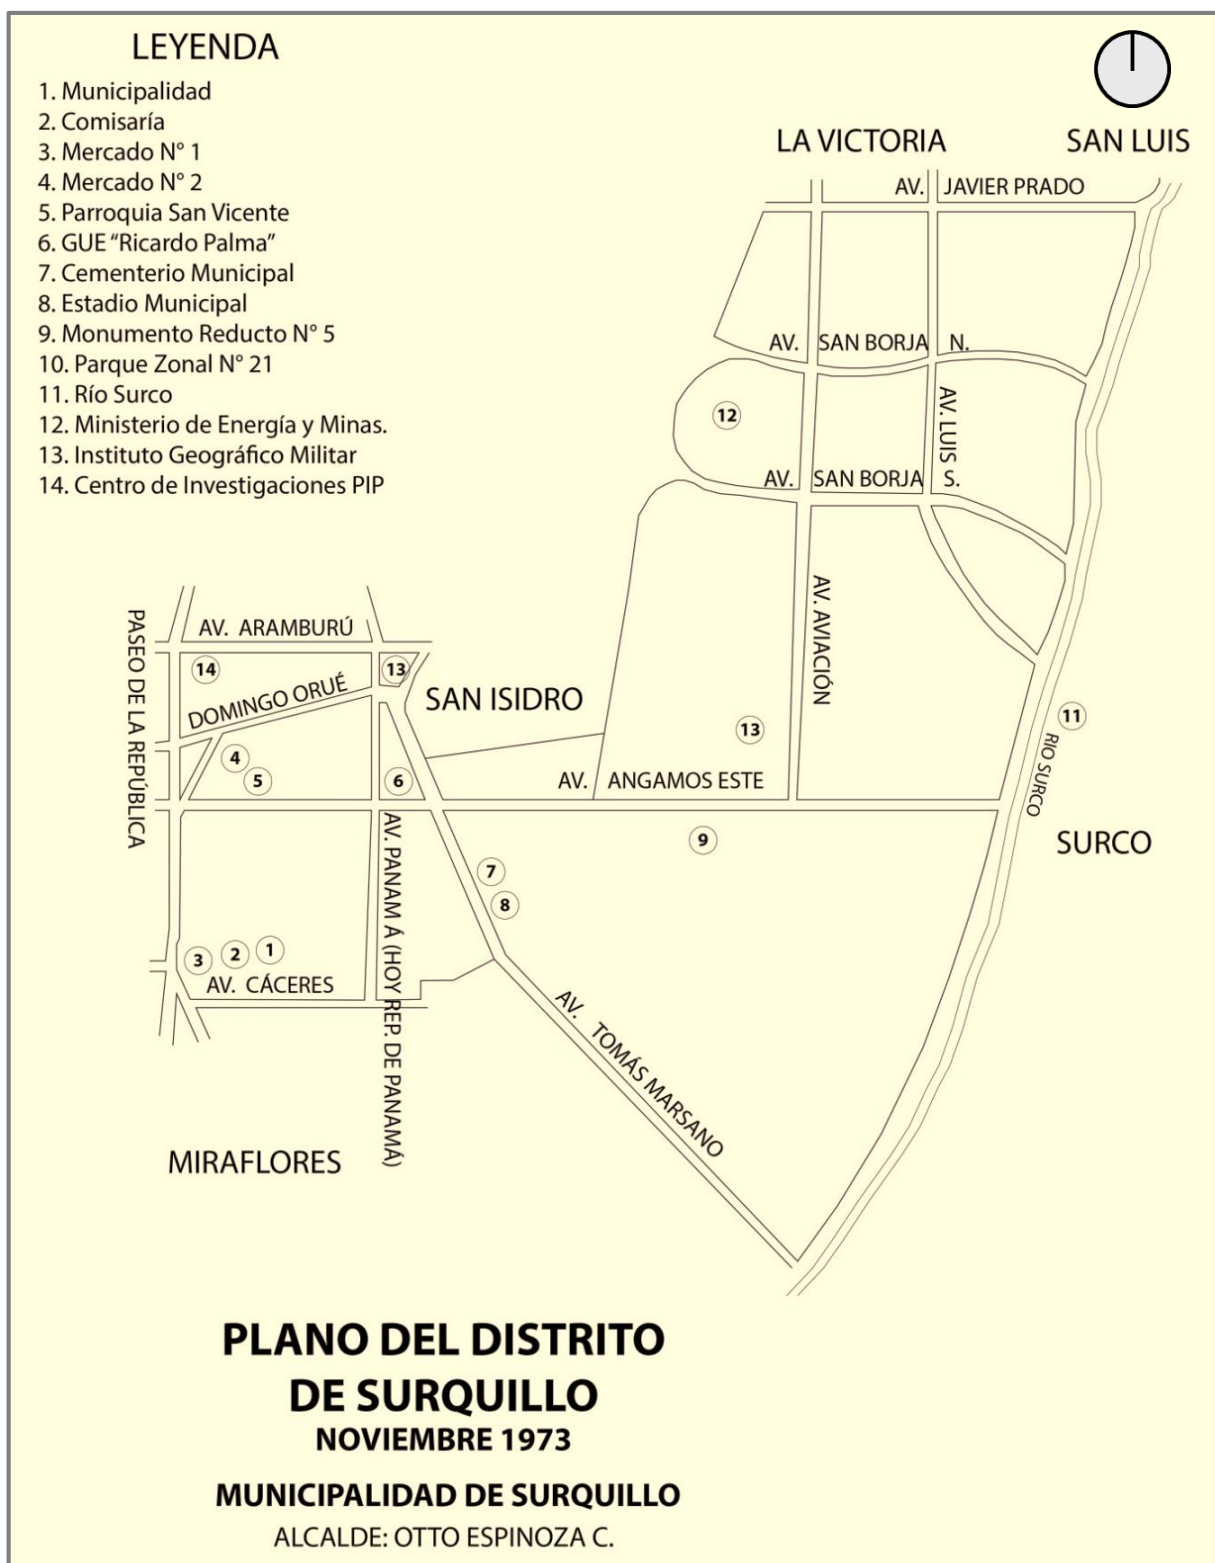 LEYENDA
1. Municipalidad
2. Comisaría
3. Mercado N° 1
4. Mercado N° 2
5. Parroquia San Vicente
6. GUE “Ricardo Palma”
7. Cementerio Municipal
8. Estadio Municipal
9. Monumento Reducto N° 5
10. Parque Zonal N° 21
11. Río Surco
12. Ministerio de Energía y Minas.
13. Instituto Geográfico Militar
14. Centro de Investigaciones PIP
LA VICTORIA
SAN LUIS
AV. JAVIER PRADO
AV. SAN BORJA N.
12
AV. LUIS
AV. SAN BORJA S.
AV. AVIACIÓN
PASEO DE LA REPÚBLICA
AV. ARAMBURÚ
14
13
DOMINGO ORUÉ
SAN ISIDRO
13
11
RIO SURCO
4
5
6
AV. ANGAMOS ESTE
9
SURCO
7
8
AV. PANAM Á (HOY REP. DE PANAMÁ)
3
2
1
AV. CÁCERES
AV. TOMÁS MARSANO
MIRAFLORES
PLANO DEL DISTRITO
DE SURQUILLO
NOVIEMBRE 1973
MUNICIPALIDAD DE SURQUILLO
ALCALDE: OTTO ESPINOZA C.